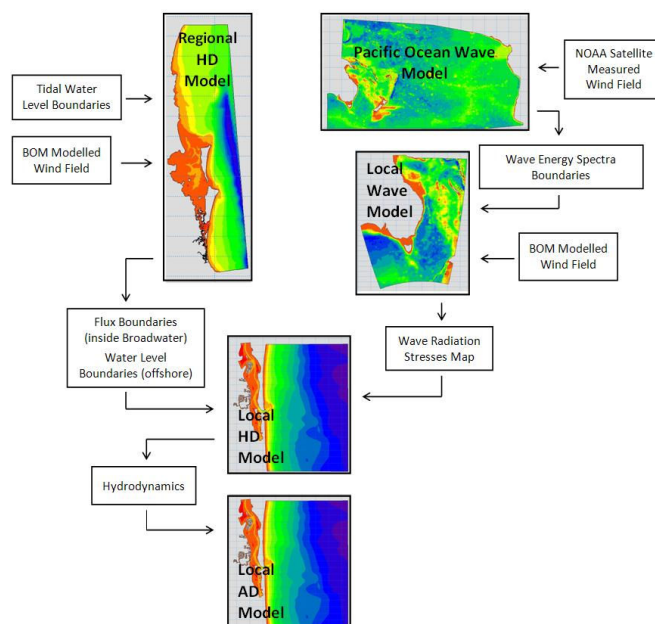 Regional
HD
Model
Pacific Ocean Wave
Model
NOAA Satellite
Measured
Wind Field
Tidal Water
Level Boundaries
BOM Modelled
Wind Field
Wave Energy Spectra
Boundaries
Local
Wave
Model
BOM Modelled
Wind Field
Flux Boundaries
(inside Broadwater)
Water Level
Boundaries (offshore)
Wave Radiation
Stresses Map
Local
HD
Model
Hydrodynamics
Local
AD
Model